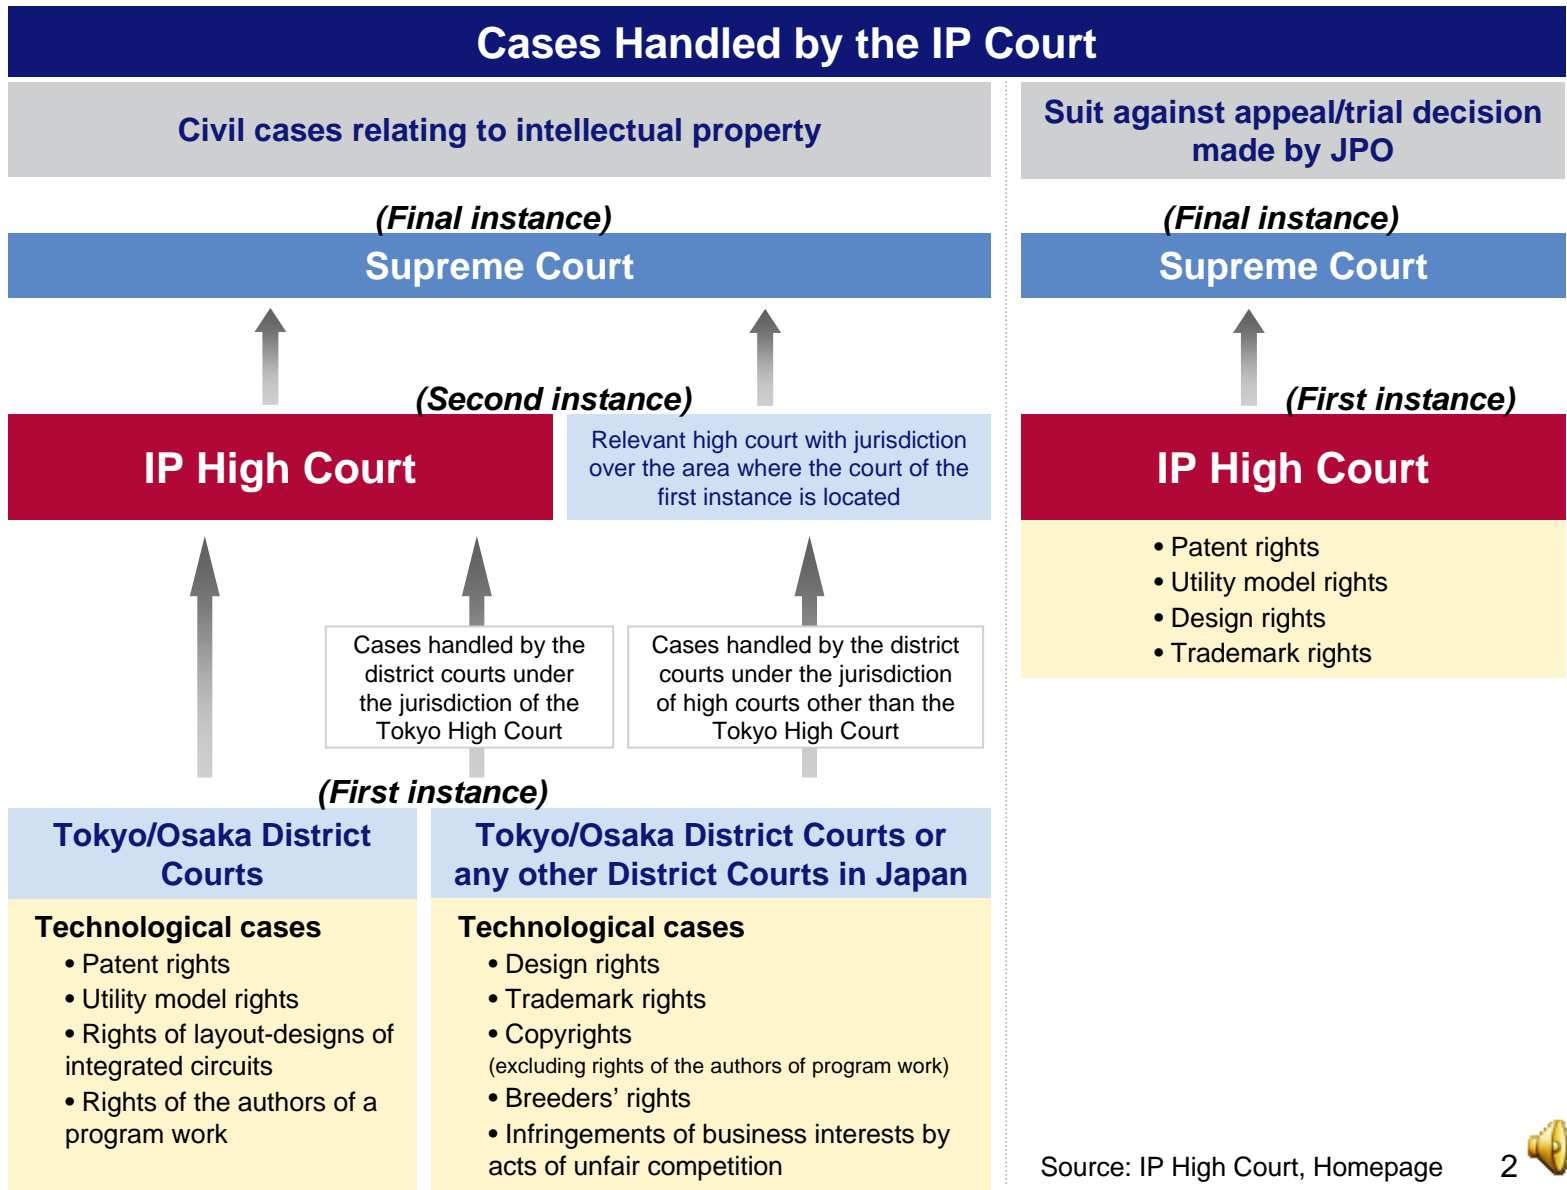 Cases Handled by the IP Court
Civil cases relating to intellectual property
(Final instance)
Supreme Court
(Second instance)
IP High Court
Relevant high court with jurisdiction
over the area where the court of the
first instance is located
Cases handled by the
district courts under
the jurisdiction of the
Tokyo High Court
Cases handled by the district
courts under the jurisdiction
of high courts other than the
Tokyo High Court
(First instance)
Tokyo/Osaka District
Courts
Technological cases
• Patent rights
• Utility model rights
• Rights of layout-designs of
integrated circuits
• Rights of the authors of a
program work
Tokyo/Osaka District Courts or
any other District Courts in Japan
Technological cases
• Design rights
• Trademark rights
• Copyrights
(excluding rights of the authors of program work)
• Breeders’ rights
• Infringements of business interests by
acts of unfair competition
Suit against appeal/trial decision
made by JPO
(Final instance)
Supreme Court
(First instance)
IP High Court
• Patent rights
• Utility model rights
• Design rights
• Trademark rights
Source: IP High Court, Homepage
2